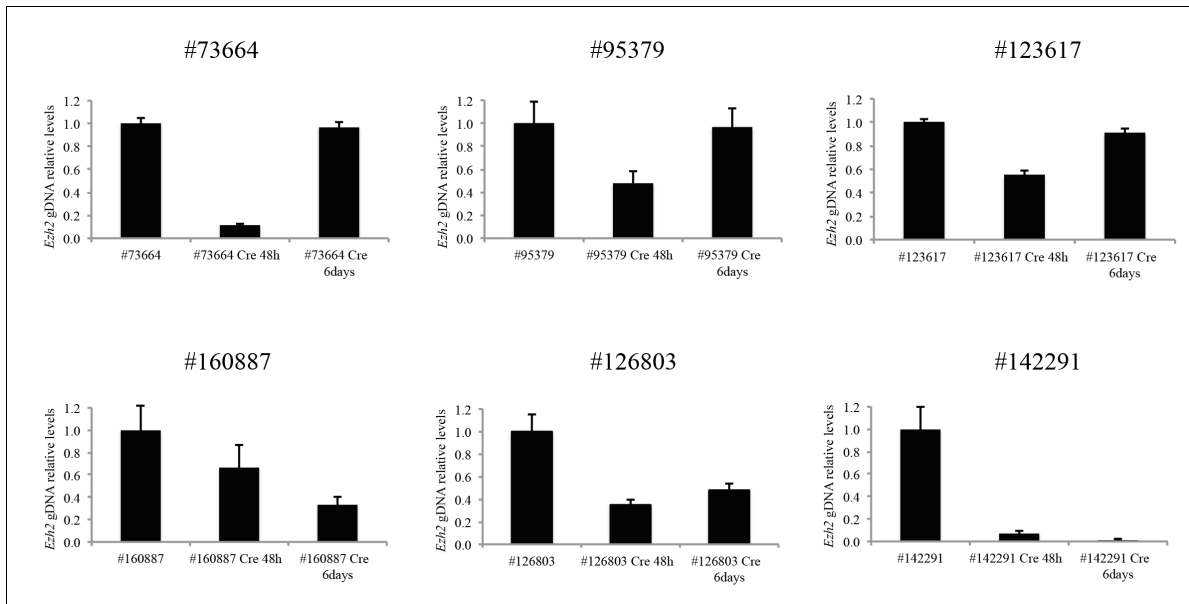 #73664
Ezh2 gDNA relative levels
1.2
1.0
0.8
0.6
0.4
0.2
0.0
#73664 #73664 Cre 48h #73664 Cre
6days
#95379
Ezh2 gDNA relative levels
1.2
1.0
0.8
0.6
0.4
0.2
0.0
#95379 #95379 Cre 48h #95379 Cre
6days
#123617
Ezh2 gDNA relative levels
1.2
1.0
0.8
0.6
0.4
0.2
0.0
#123617 #123617 Cre 48h #123617 Cre
6days
#160887
Ezh2 gDNA relative levels
1.2
1.0
0.8
0.6
0.4
0.2
0.0
#160887 #160887 Cre 48h #160887 Cre
6days
#126803
Ezh2 gDNA relative levels
1.2
1.0
0.8
0.6
0.4
0.2
0.0
#126803 #126803 Cre 48h #126803 Cre
6days
#142291
Ezh2 gDNA relative levels
1.2
1.0
0.8
0.6
0.4
0.2
0.0
#142291 #142291 Cre 48h #142291 Cre
6days